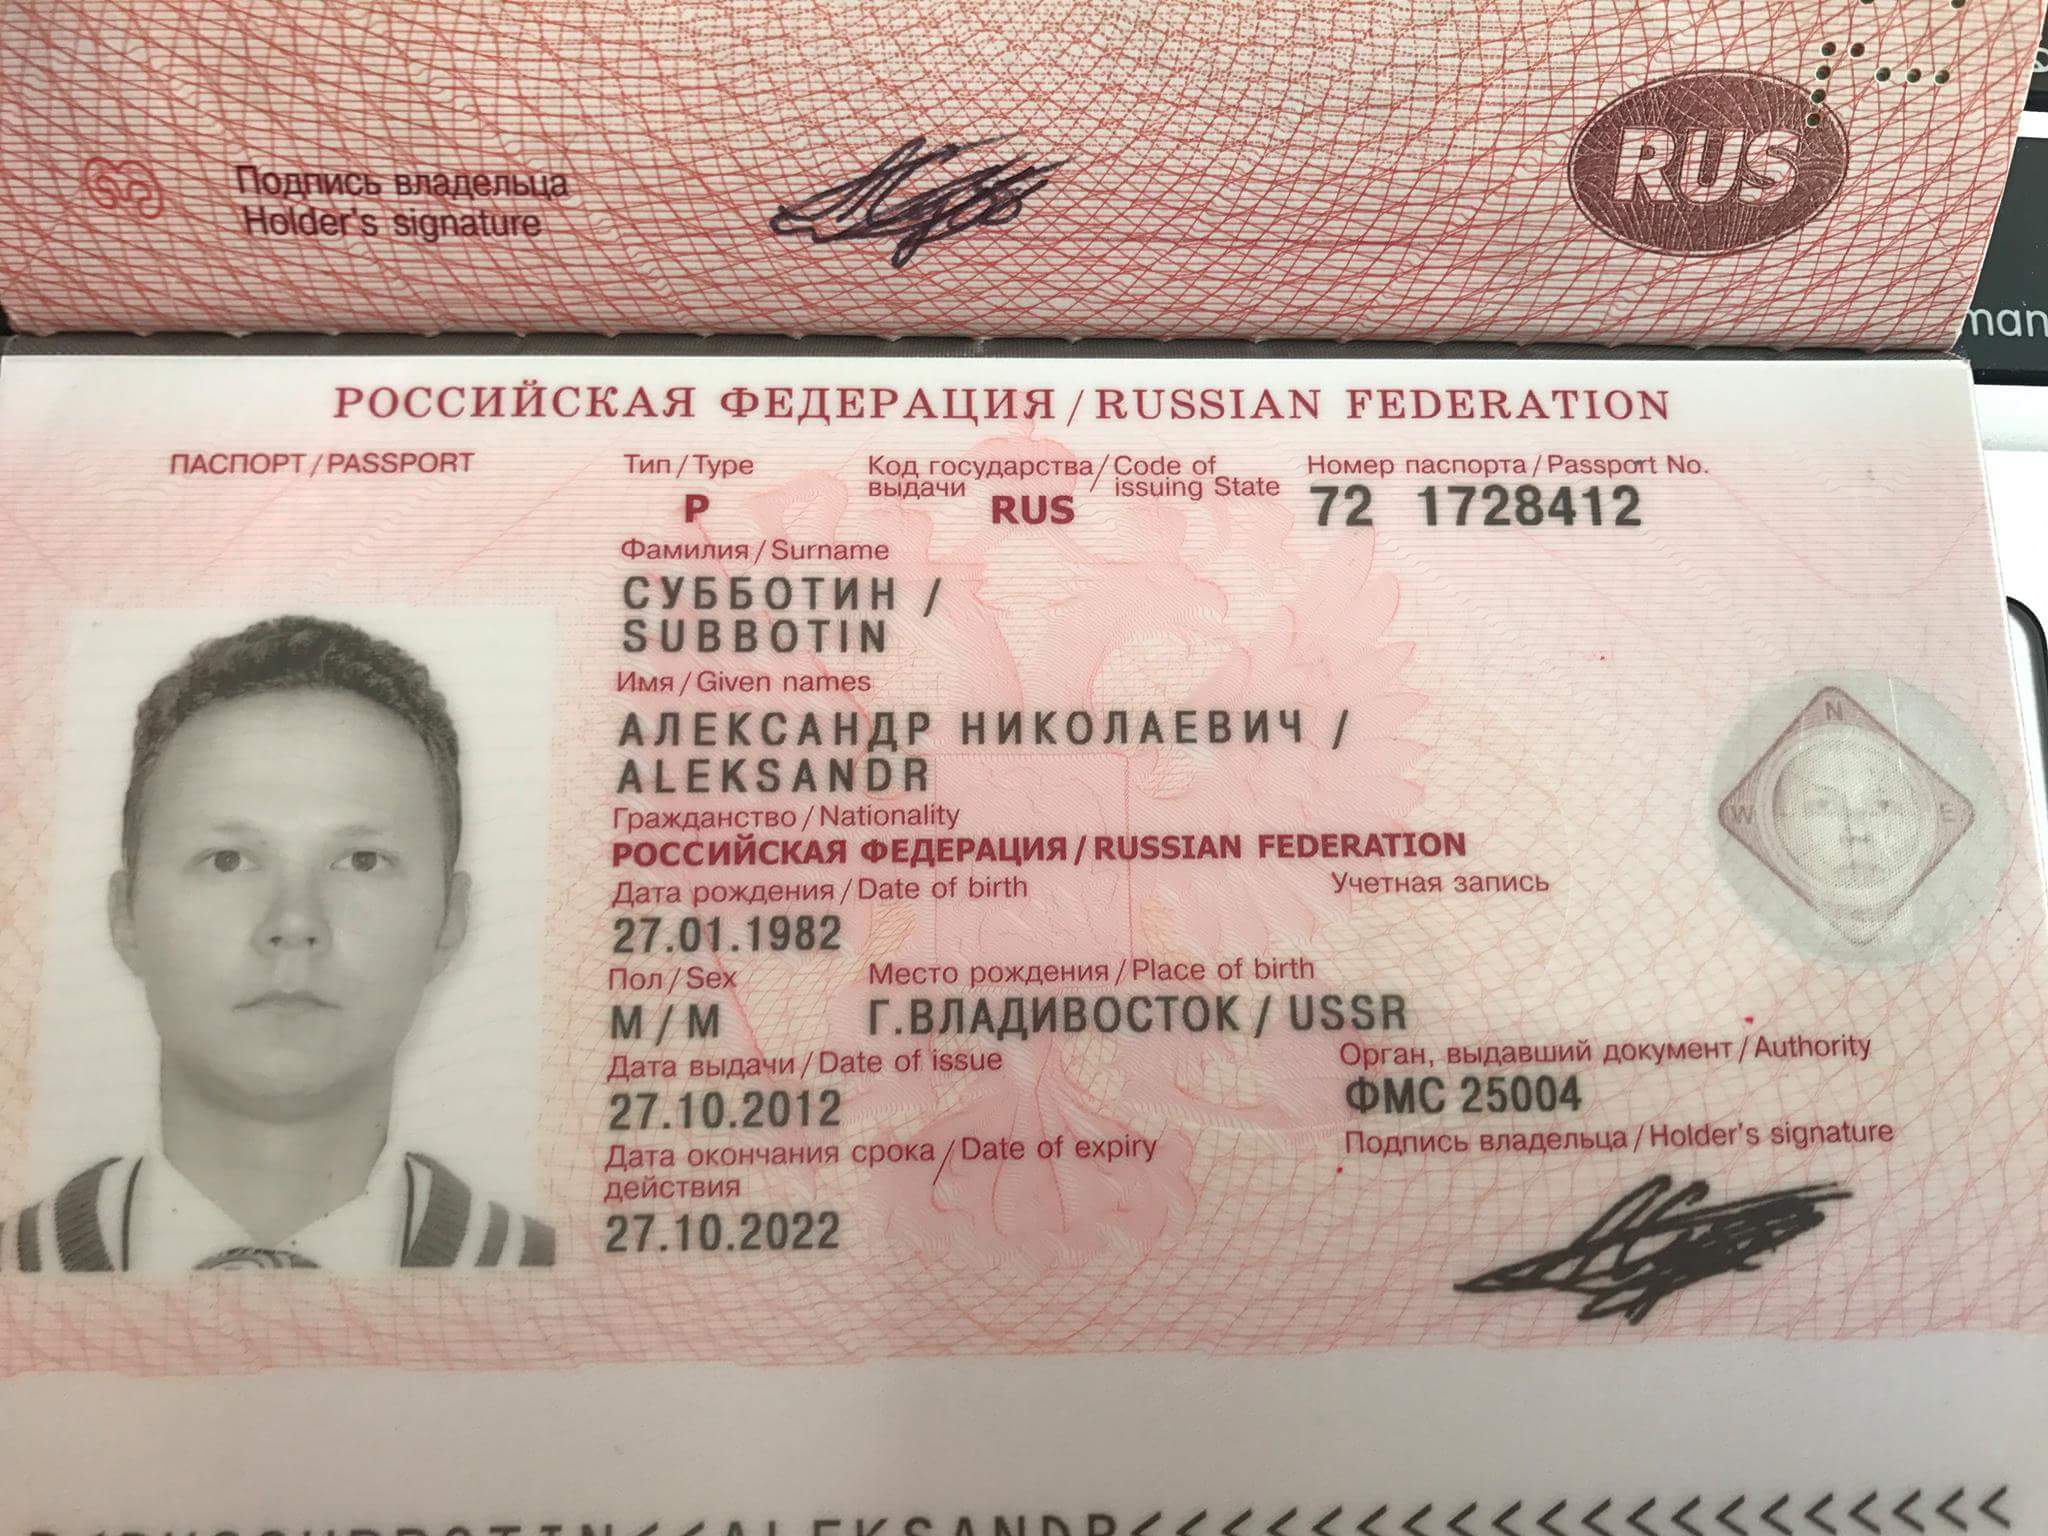 Подпись владельца
Holder's signature
RUS
man
РОССИЙСКАЯ ФЕДЕРАЦИЯ / RUSSIAN FEDERATION
ПАСПОРТ / PASSPORT
Тип / Type
P
Код государства / Code of
выдачи issuing State
RUS
Номер паспорта / Passport No.
72 1728412
Фамилия / Surname
СУББОТИН /
SUBBOTIN
Имя / Given names
АЛЕКСАНДР НИКОЛАЕВИЧ /
ALEKSANDR
Гражданство / Nationality
РОССИЙСКАЯ ФЕДЕРАЦИЯ / RUSSIAN FEDERATION
Дата рождения / Date of birth
Учетная запись
27.01.1982
Пол / Sex
Место рождения / Place of birth
М / M
Г.ВЛАДИВОСТОК / USSR
Дата выдачи / Date of issue
Орган, выдавший документ / Authority
27.10.2012
ФМС 25004
Дата окончания срока / Date of expiry
действия
Подпись владельца / Holder's signature
27.10.2022
N
W
E